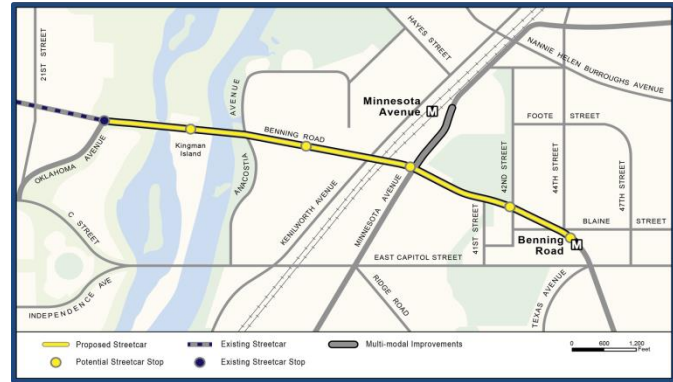 21ST STREET
OKLAHOMA AVENUE
C STREET
INDEPENDENCE AVE
Kingman
Island
ANACOSTIA
AVENUE
BENNING ROAD
KENILWORTH AVENUE
MINNESOTA AVENUE
HAYES STREET
Minnesota
Avenue
M
NANNIE HELEN BURROUGHS AVENUE
FOOTE STREET
42ND STREET
44TH STREET
47TH STREET
41ST STREET
BLAINE STREET
Benning
Road
M
EAST CAPITOL STREET
RIDGE ROAD
TEXAS AVENUE
Proposed Streetcar
Existing Streetcar
Multi-modal Improvements
Potential Streetcar Stop
Existing Streetcar Stop
0 600 1,200
Feet